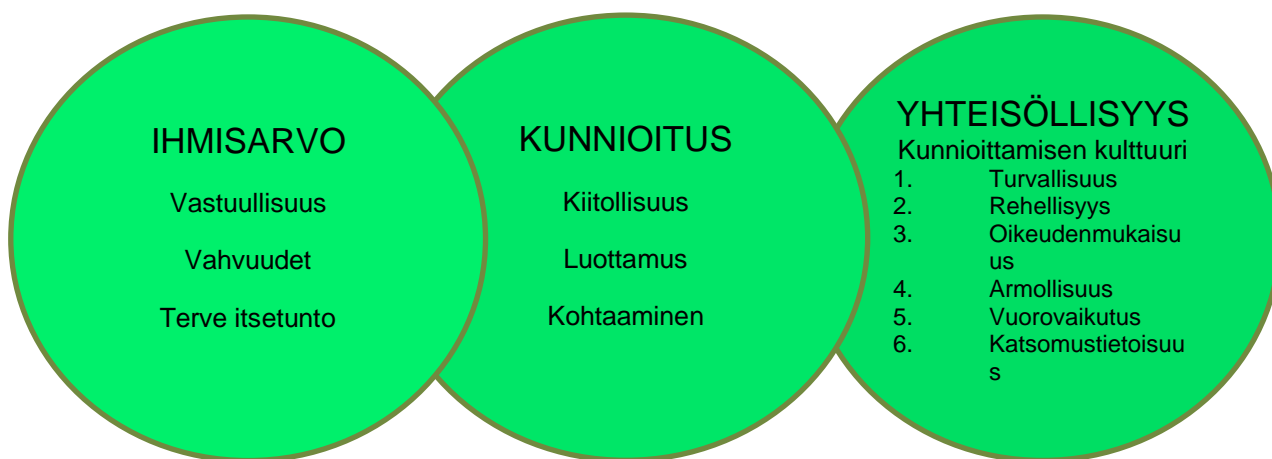 IHMISARVO
Vastuullisuus
Vahvuudet
Terve itsetunto
KUNNIOITUS
Kiitollisuus
Luottamus
Kohtaaminen
YHTEISÖLLISYYS
Kunnioittamisen kulttuuri
1. Turvallisuus
2. Rehellisyys
3. Oikeudenmukaisu
us
4. Armollisuus
5. Vuorovaikutus
6. Katsomustietoisuu
s